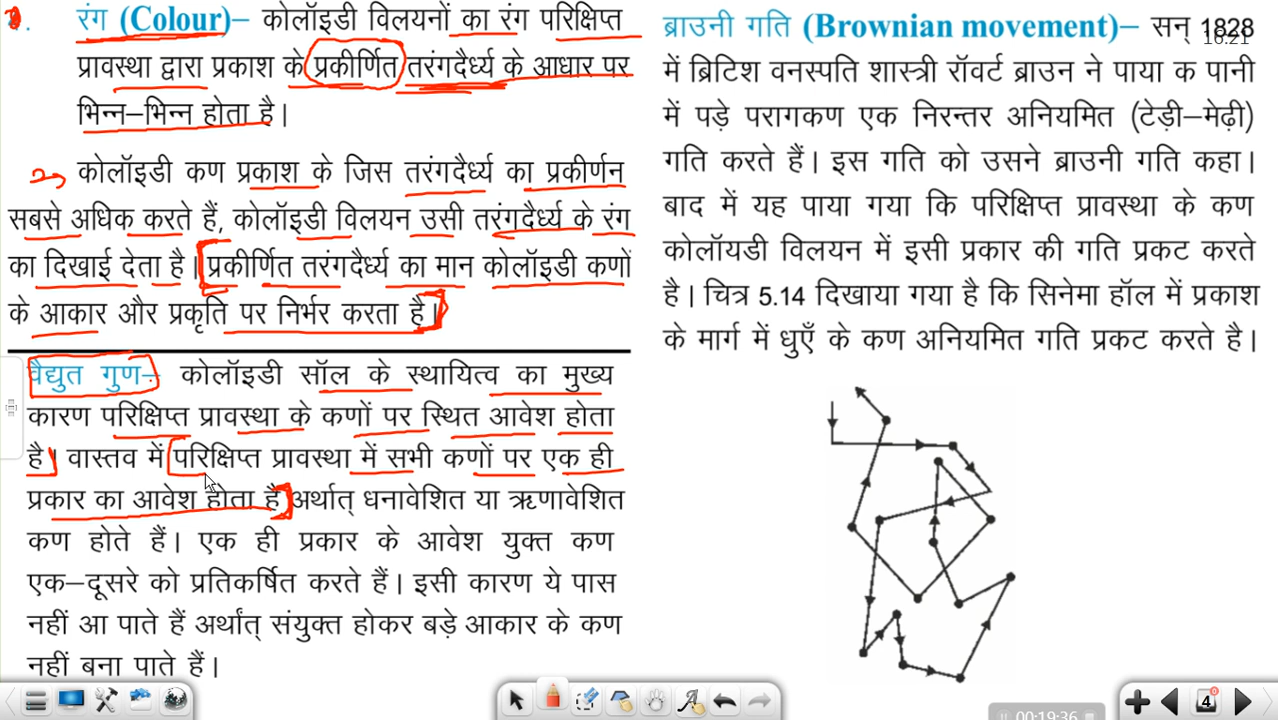 रंग (Colour)– कोलॉइडी विलयनों का रंग परिक्षिप्त
प्रावस्था द्वारा प्रकाश के प्रकीर्णित तरंगदैर्ध्य के आधार पर
भिन्न–भिन्न होता है।
कोलॉइडी कण प्रकाश के जिस तरंगदैर्ध्य का प्रकीर्णन
सबसे अधिक करते हैं, कोलॉइडी विलयन उसी तरंगदैर्ध्य के रंग
का दिखाई देता है। प्रकीर्णित तरंगदैर्ध्य का मान कोलॉइडी कणों
के आकार और प्रकृति पर निर्भर करता है।
वैद्युत गुण– कोलॉइडी सॉल के स्थायित्व का मुख्य
कारण परिक्षिप्त प्रावस्था के कणों पर स्थित आवेश होता
है। वास्तव में परिक्षिप्त प्रावस्था में सभी कणों पर एक ही
प्रकार का आवेश होता है अर्थात् धनावेशित या ऋणावेशित
कण होते हैं। एक ही प्रकार के आवेश युक्त कण
एक–दूसरे को प्रतिकर्षित करते हैं। इसी कारण ये पास
नहीं आ पाते हैं अर्थात् संयुक्त होकर बड़े आकार के कण
नहीं बना पाते हैं।
ब्राउनी गति (Brownian movement)– सन् 1828
16:21
में ब्रिटिश वनस्पति शास्त्री रॉवर्ट ब्राउन ने पाया क पानी
में पड़े परागकण एक निरन्तर अनियमित (टेड़ी–मेढ़ी)
गति करते हैं। इस गति को उसने ब्राउनी गति कहा।
बाद में यह पाया गया कि परिक्षिप्त प्रावस्था के कण
कोलॉयडी विलयन में इसी प्रकार की गति प्रकट करते
है। चित्र 5.14 दिखाया गया है कि सिनेमा हॉल में प्रकाश
के मार्ग में धुएँ के कण अनियमित गति प्रकट करते है।
4
00:19:36